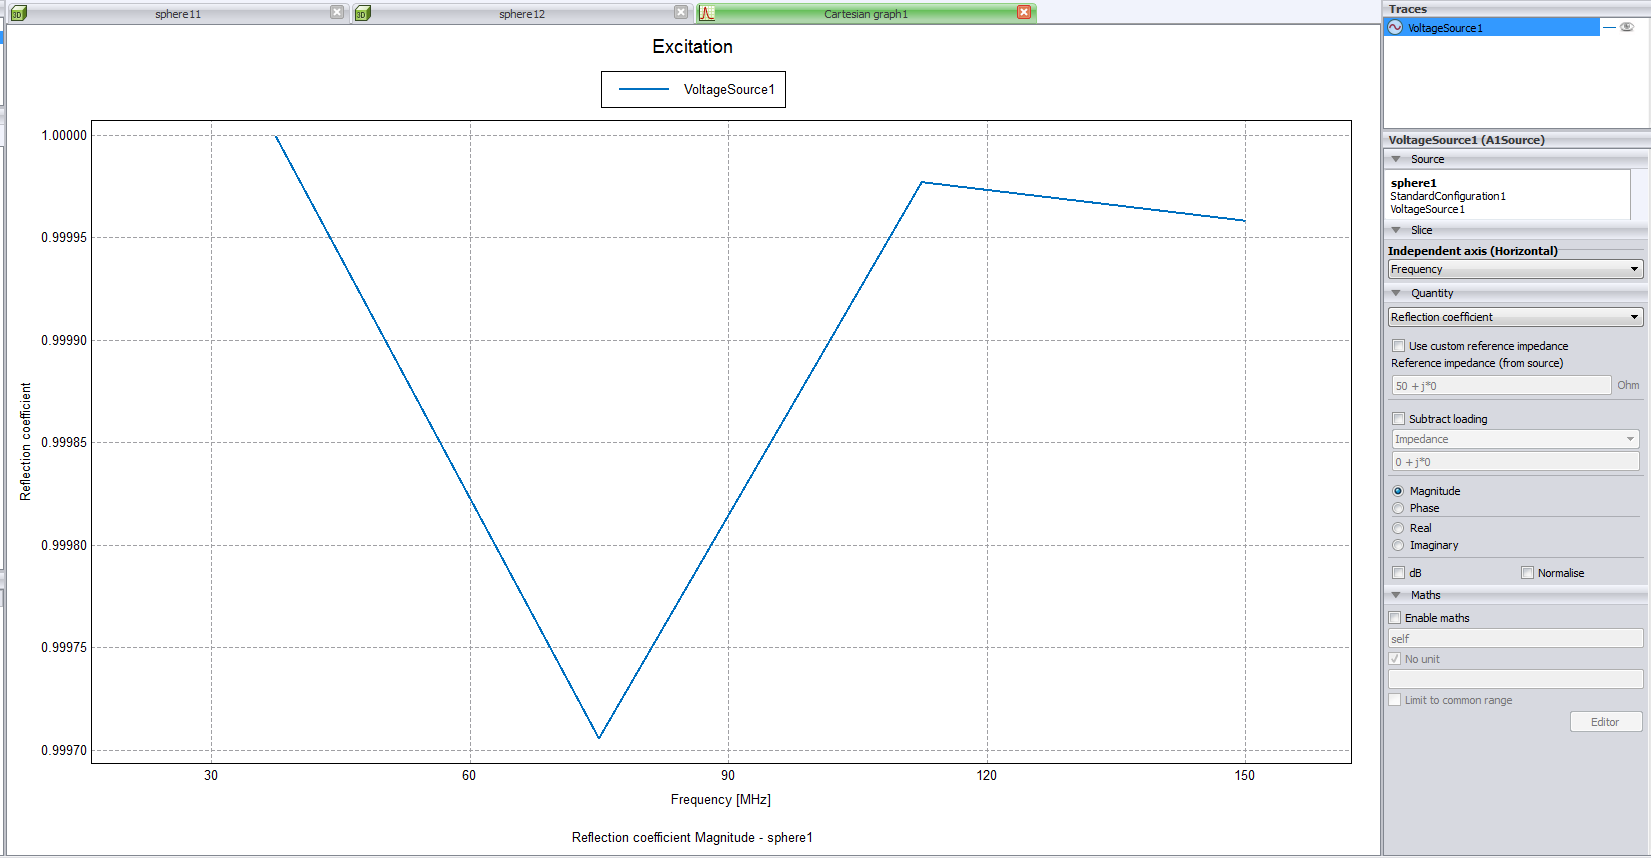 sphere11
sphere12
Cartesian graph1
Excitation
VoltageSource1
1.00000
0.99995
0.99990
0.99985
0.99980
0.99975
0.99970
Reflection coefficient
30 60 90 120 150
Frequency [MHz]
Reflection coefficient Magnitude - sphere1
Traces
VoltageSource1
VoltageSource1 (A1Source)
Source
sphere1
StandardConfiguration1
VoltageSource1
Slice
Independent axis (Horizontal)
Frequency
Quantity
Reflection coefficient
Use custom reference impedance
Reference impedance (from source)
50 + j*0 Ohm
Subtract loading
Impedance
0 + j*0
Magnitude
Phase
Real
Imaginary
dB Normalise
Maths
Enable maths
self
No unit
Limit to common range
Editor